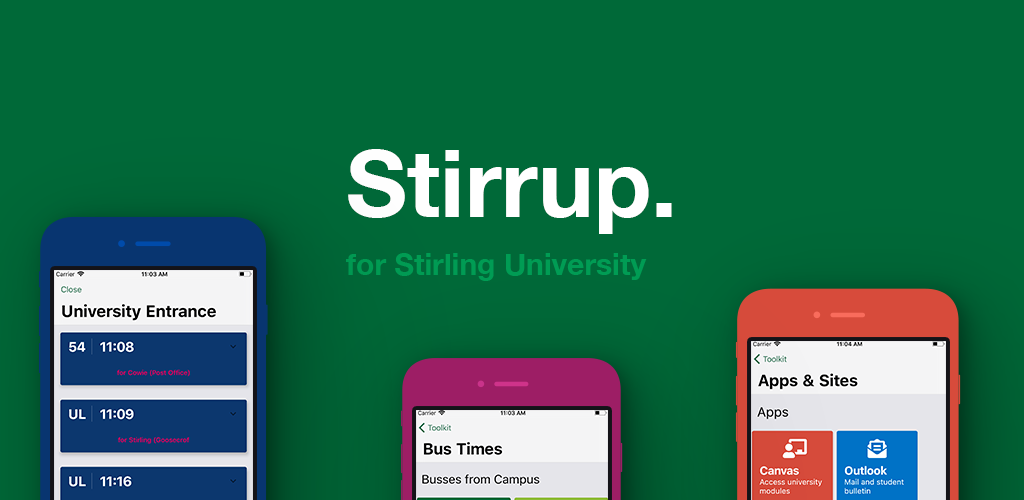 Stirrup.
for Stirling University
Carrier 11:03 AM
Close
University Entrance
54 11:08
for Cowie (Post Office)
UL 11:09
for Stirling
UL 11:16
Carrier 11:03 AM
Toolkit
Bus Times
Busses from Campus
Carrier 11:04 AM
Toolkit
Apps & Sites
Apps
Canvas
Access university
modules
Outlook
Mail and student
bulletin